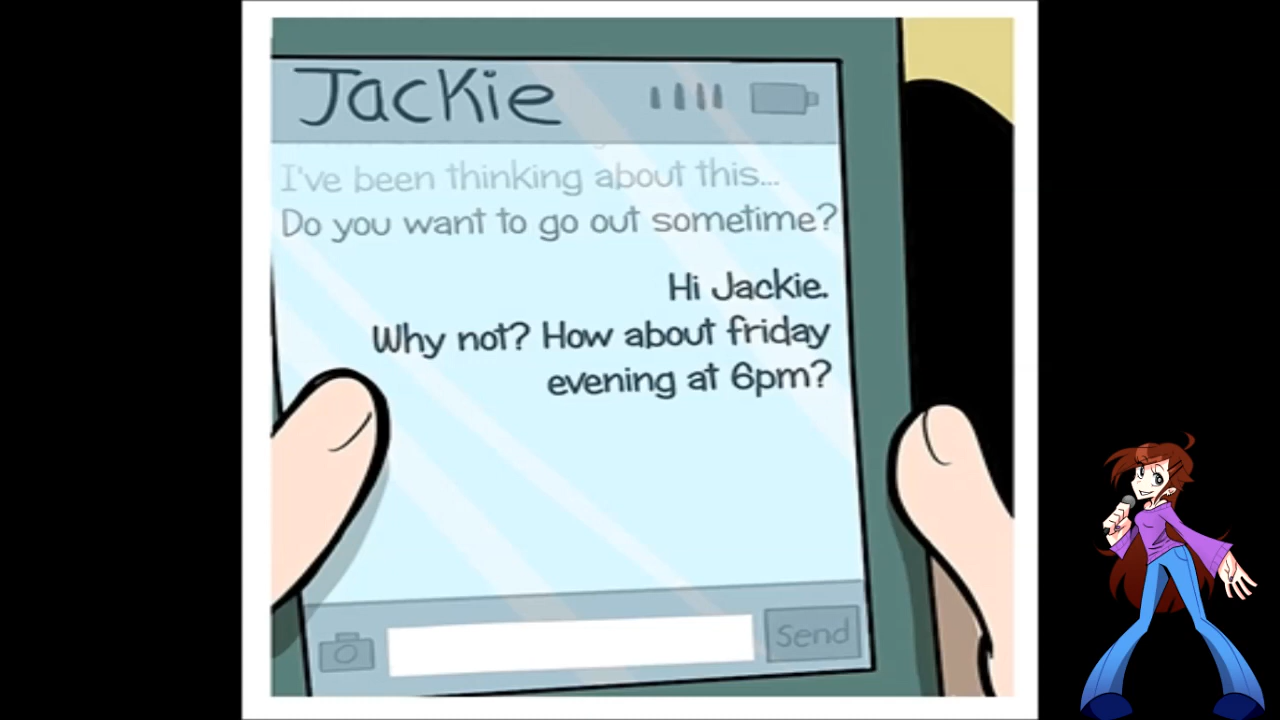 Jackie
I've been thinking about this...
Do you want to go out sometime?
Hi Jackie.
Why not? How about friday
evening at 6pm?
Send